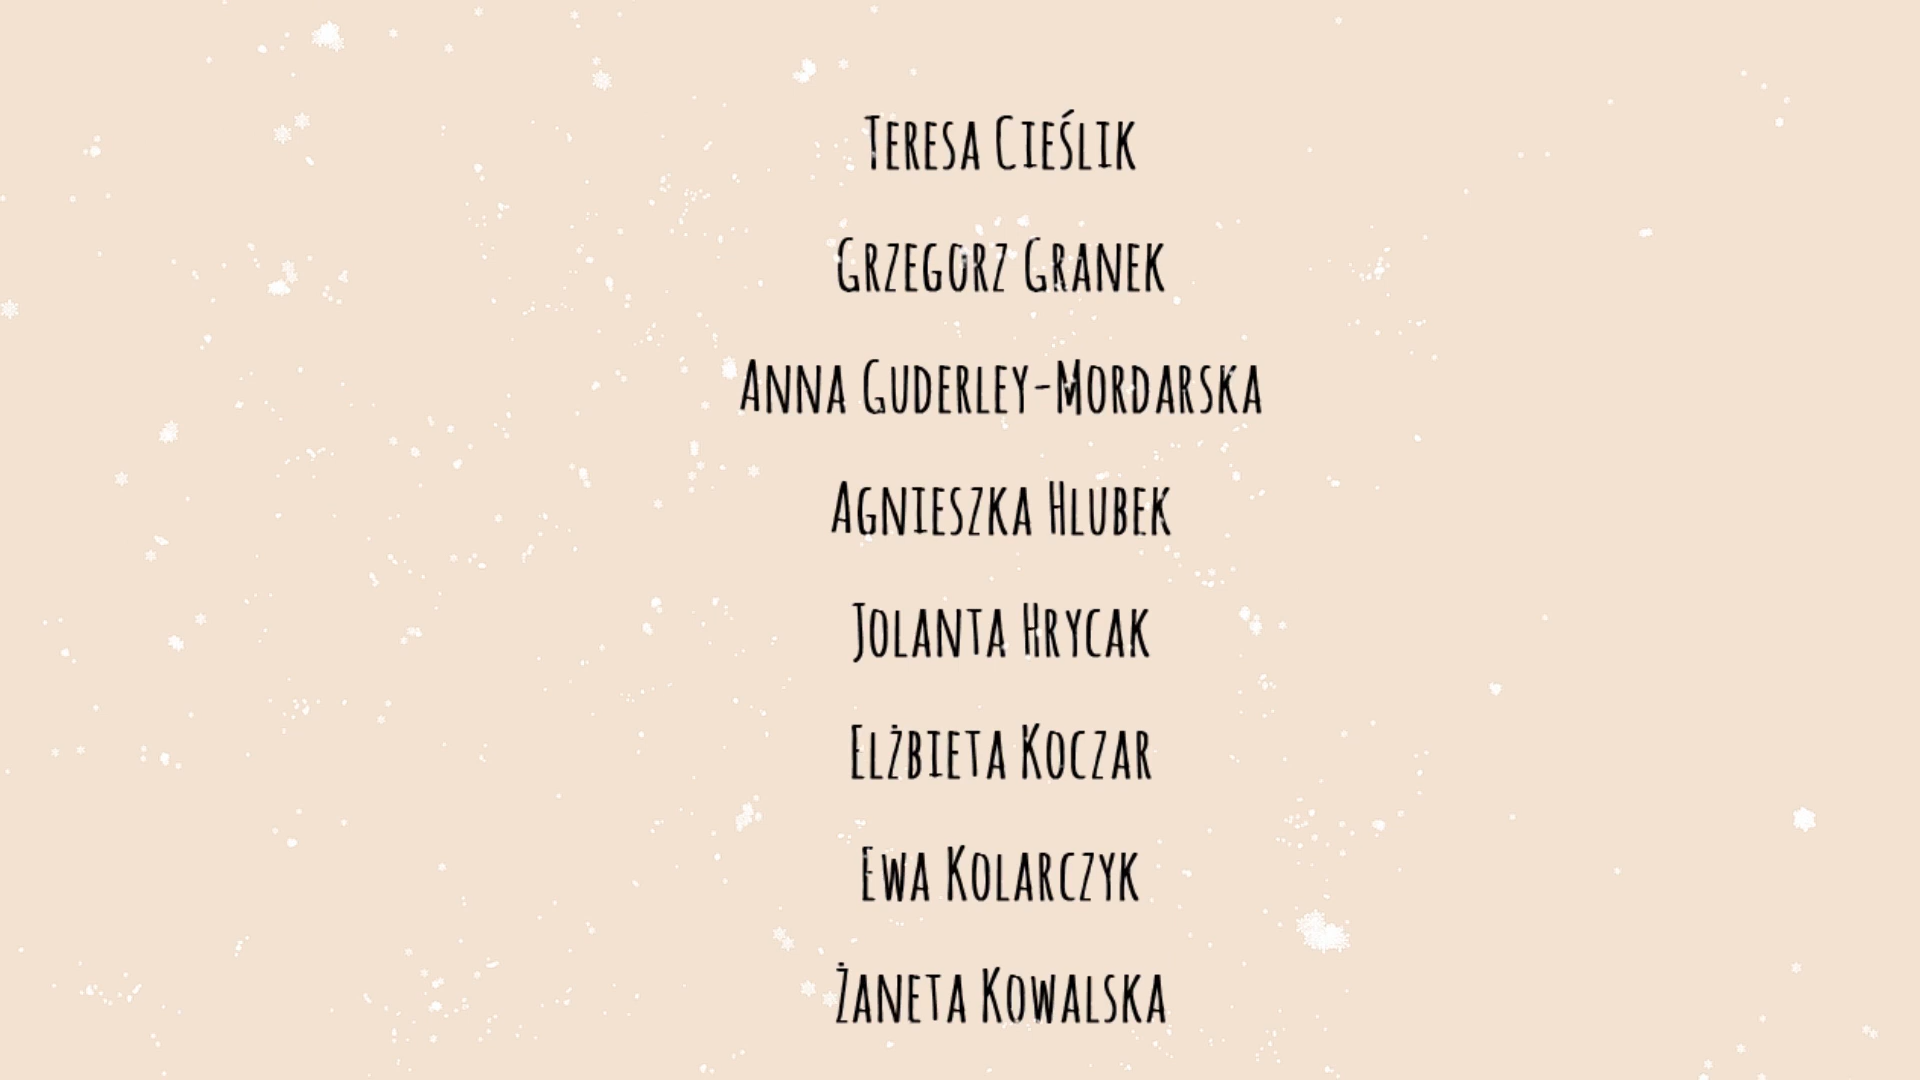 Teresa Cieślik
Grzegorz Granek
Anna Guderley-Mordarska
Agnieszka Hlubek
Jolanta Hrycak
Elżbieta Koczar
Ewa Kolarczyk
Żaneta Kowalska